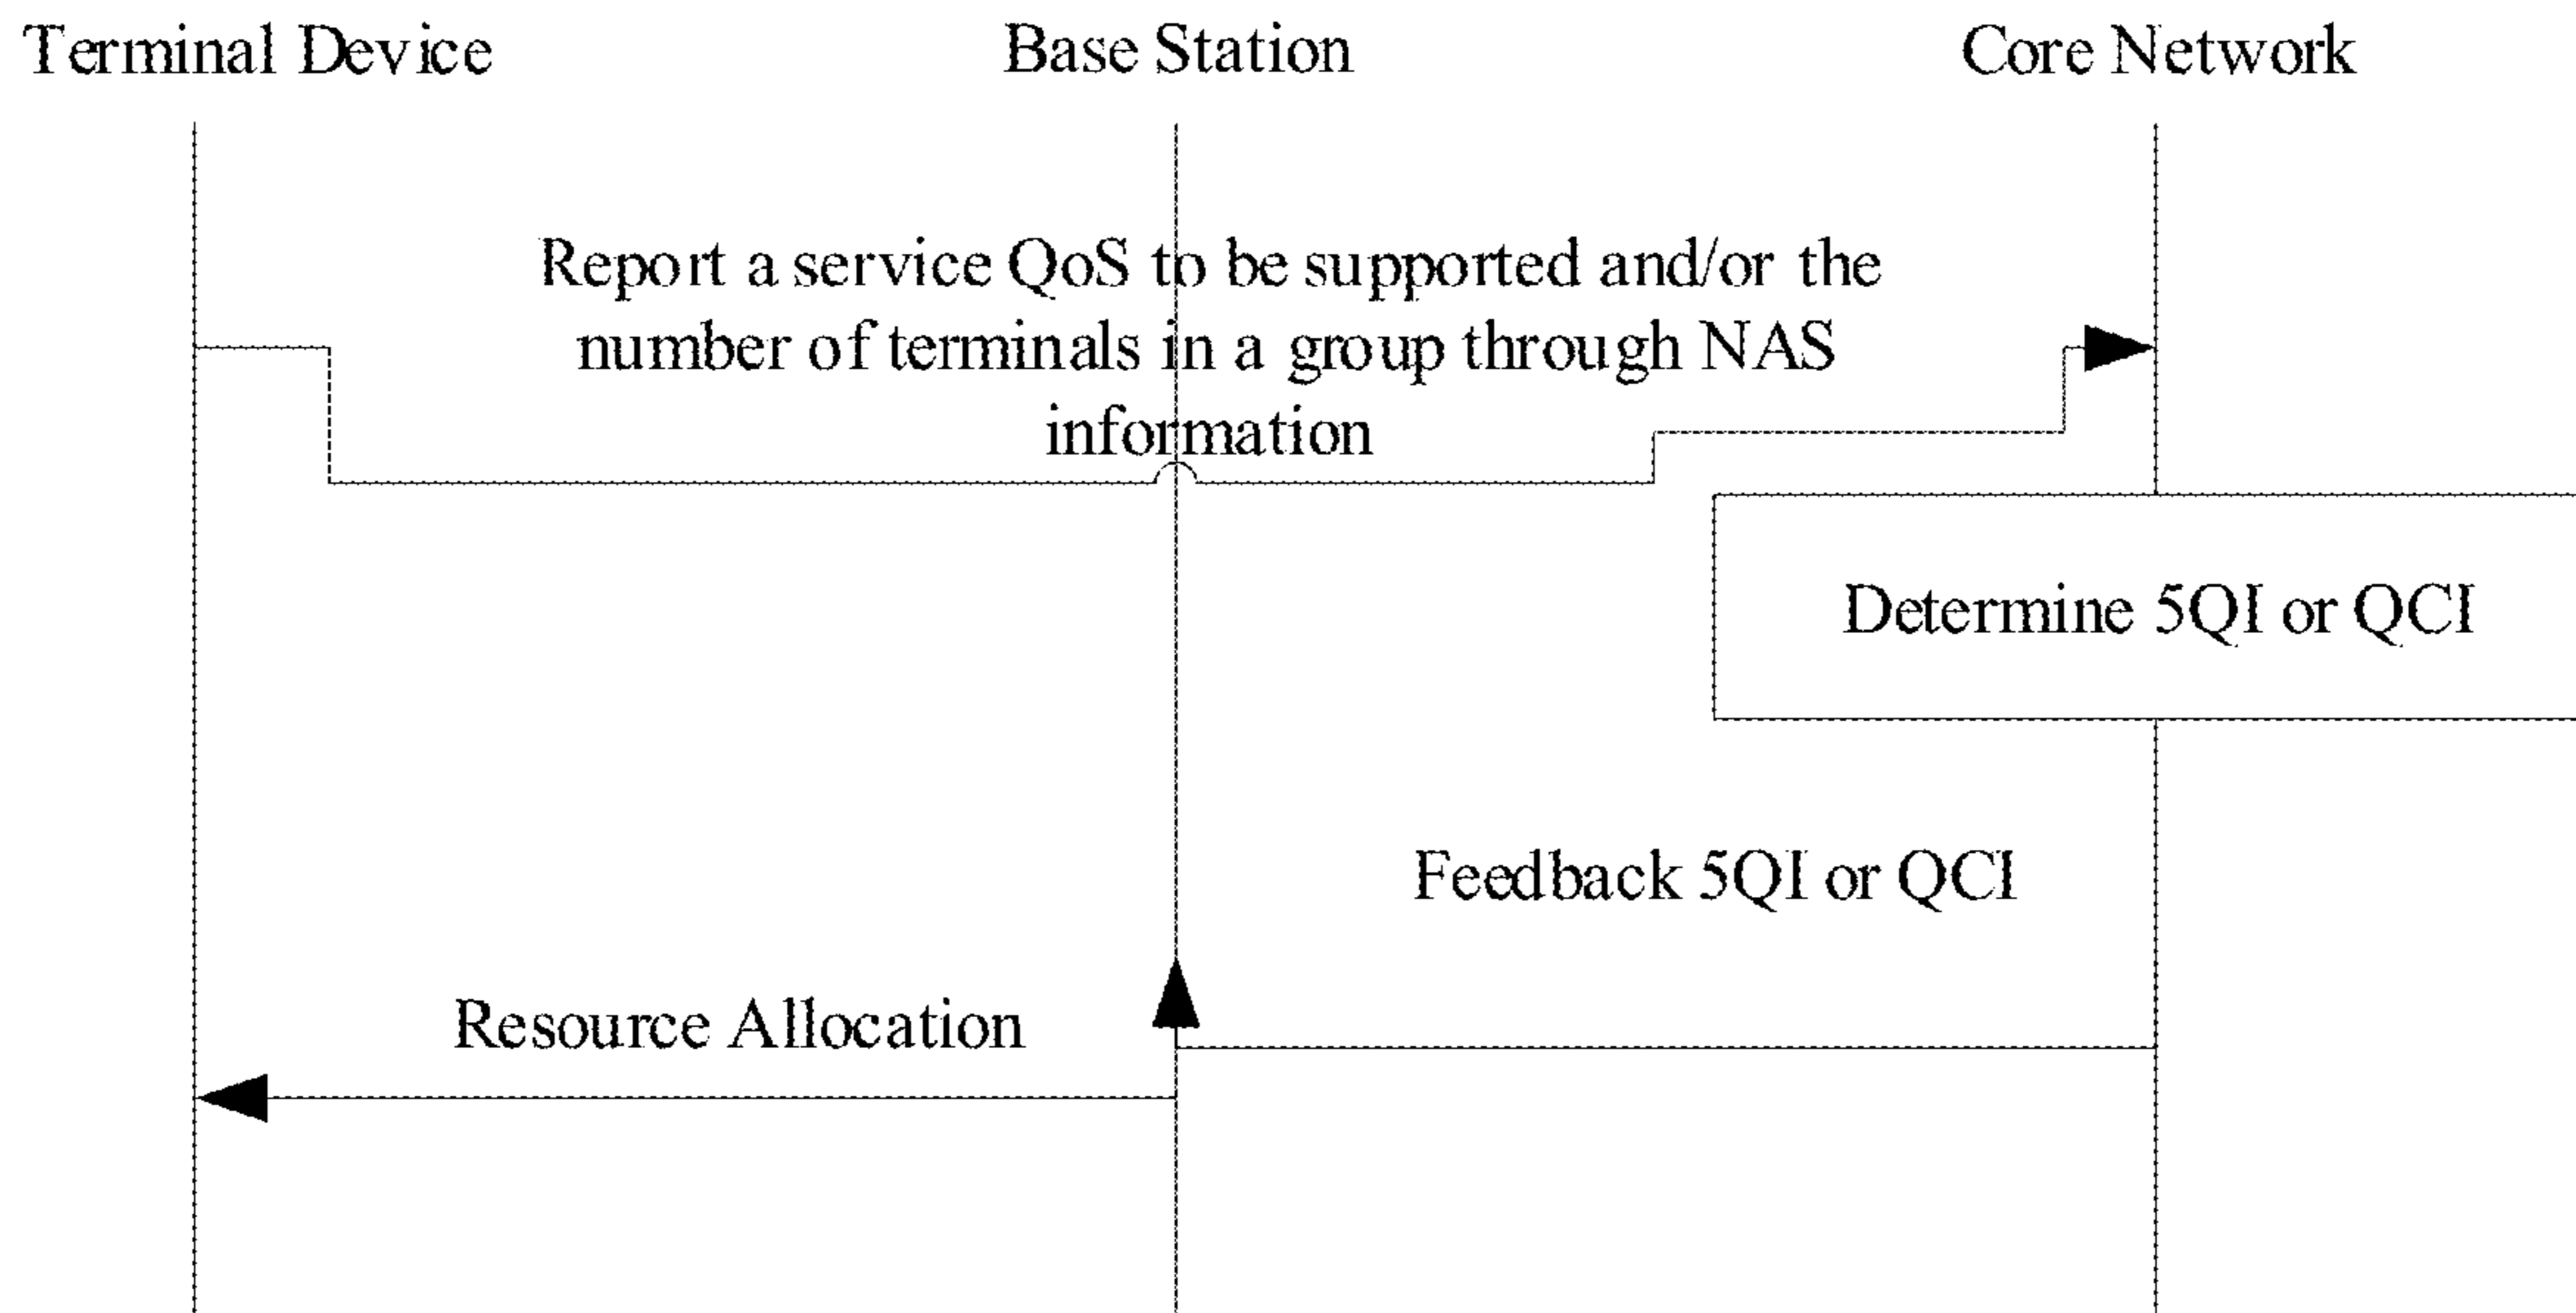 Terminal Device
Base Station
Core Network
Report a service QoS to be supported and/or the
number of terminals in a group through NAS
information
Determine 5QI or QCI
Feedback 5QI or QCI
Resource Allocation